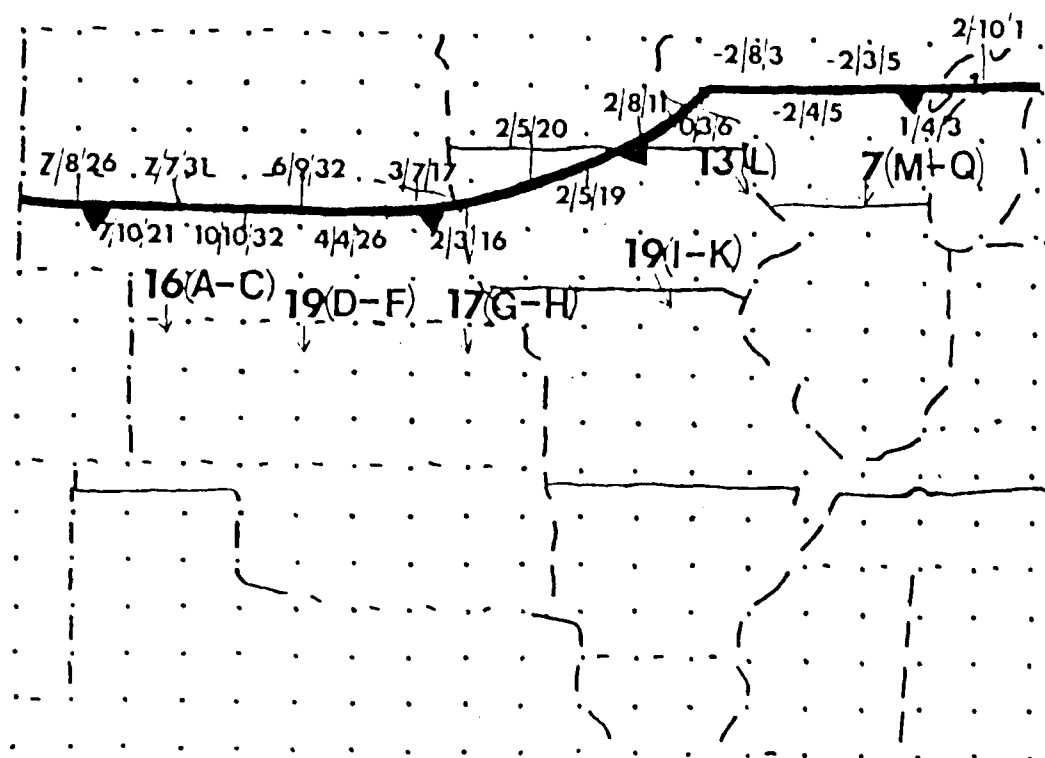 2/10/1
-2/8/3 -2/3/5
2/8/11 0/3/6 -2/4/5 1/4/3
2/5/20
7/8/26 7/7/31 6/9/32 3/7/17 13(L) 7(M-Q)
2/5/19
7/10/21 10/10/32 4/4/26 2/3/16
19(I-K)
16(A-C) 19(D-F) 17(G-H)